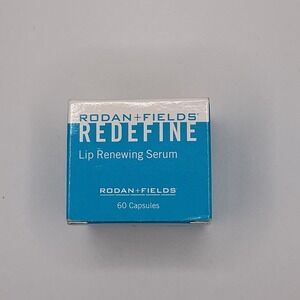 RODAN+FIELDS®
REDEFINE
Lip Renewing Serum
RODAN+FIELDS®
60 Capsules